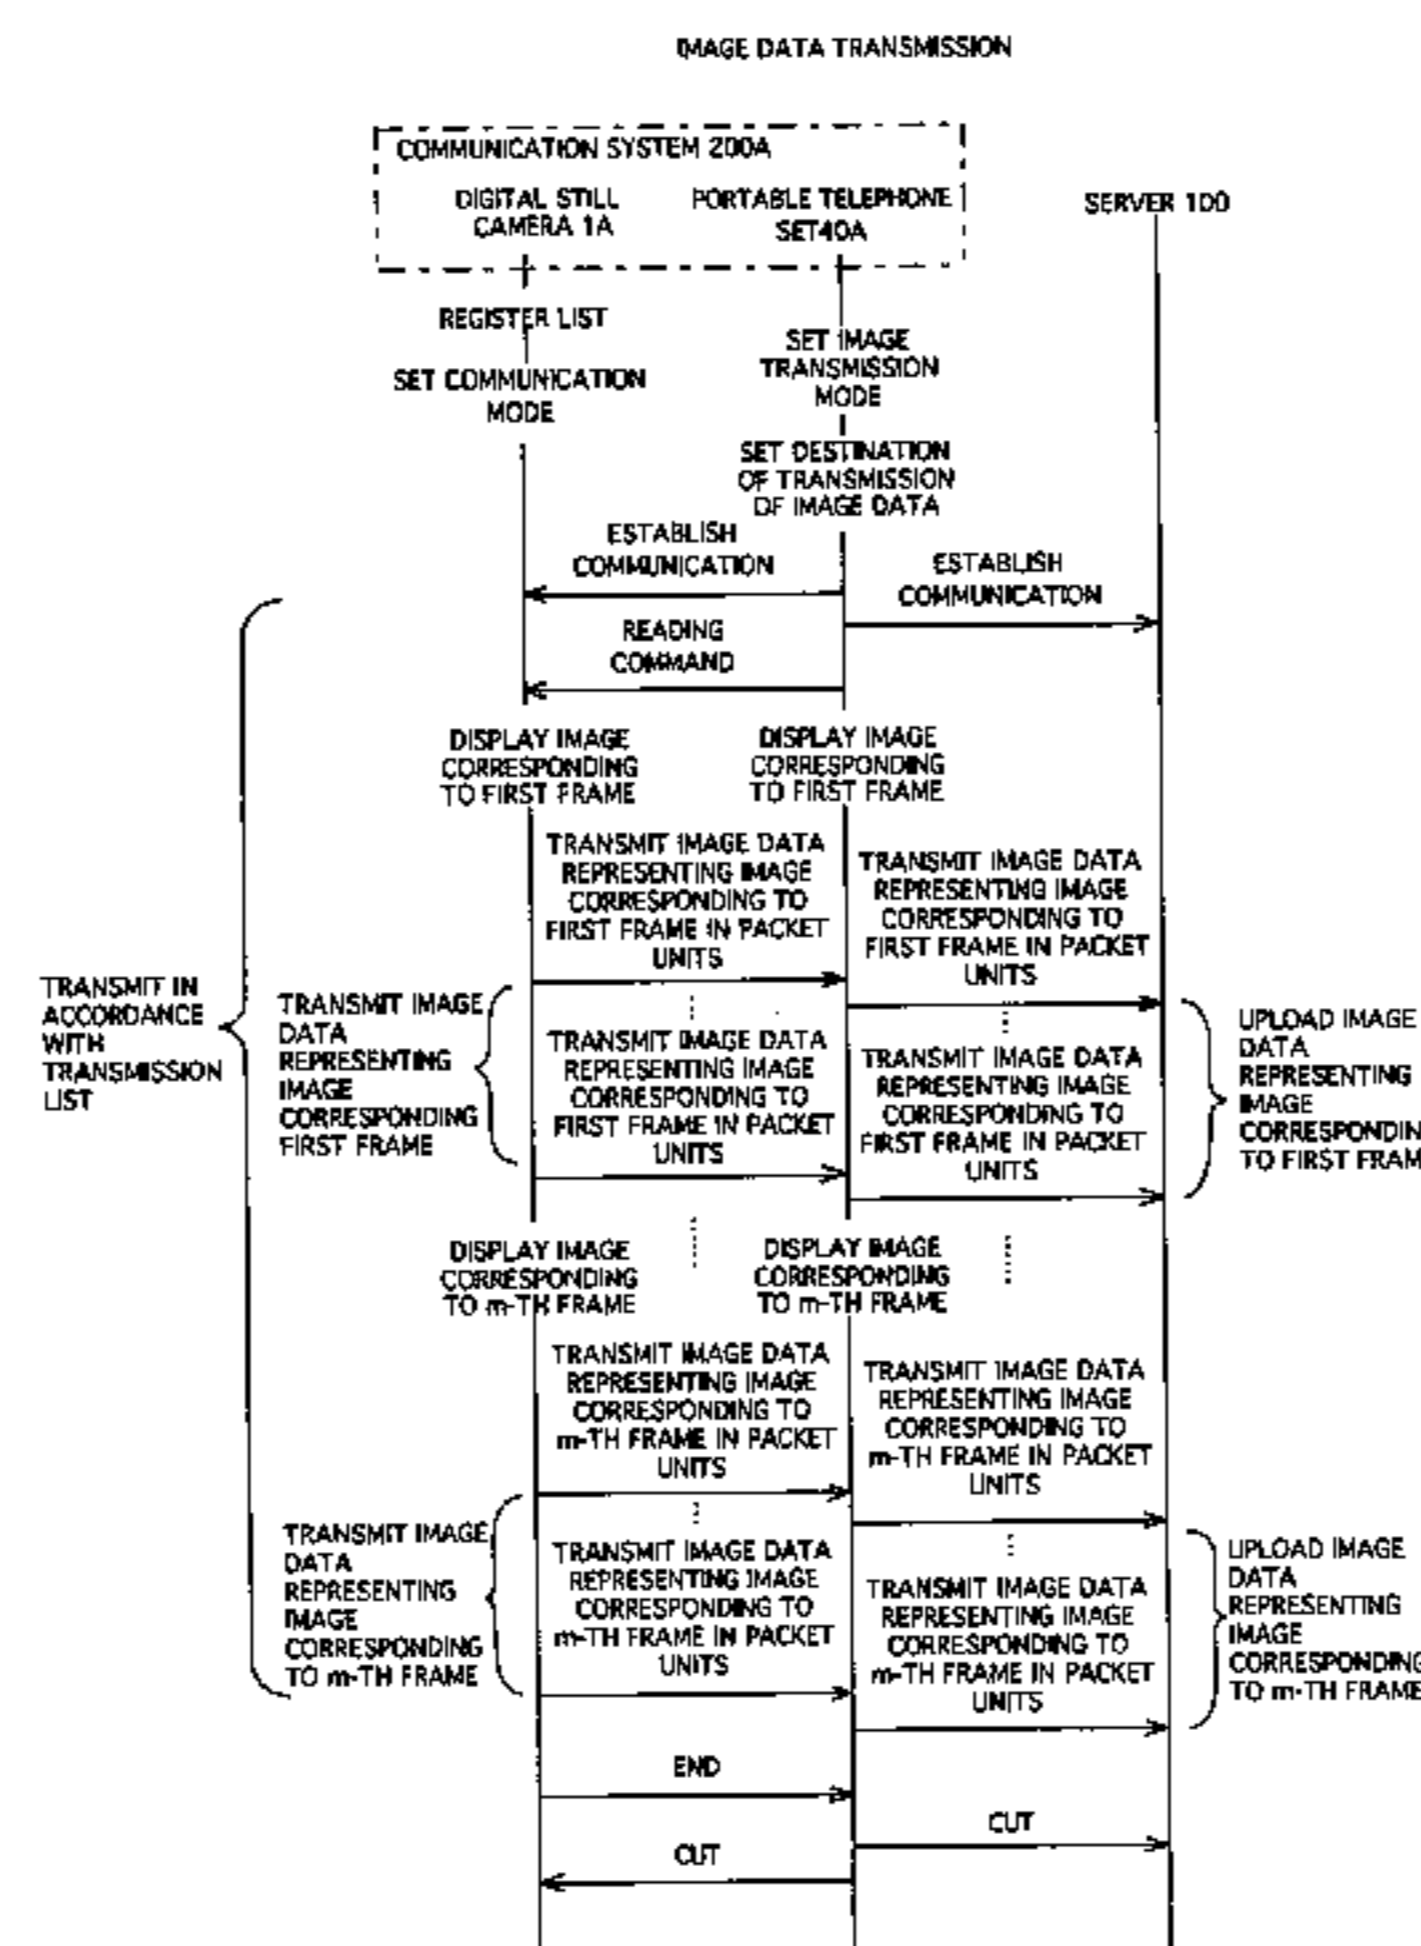 IMAGE DATA TRANSMISSION
COMMUNICATION SYSTEM 200A
DIGITAL STILL
CAMERA 1A
PORTABLE TELEPHONE
SET40A
SERVER 100
REGISTER LIST
SET COMMUNICATION
MODE
SET IMAGE
TRANSMISSION
MODE
SET DESTINATION
OF TRANSMISSION
OF IMAGE DATA
ESTABLISH
COMMUNICATION
ESTABLISH
COMMUNICATION
READING
COMMAND
DISPLAY IMAGE
CORRESPONDING
TO FIRST FRAME
DISPLAY IMAGE
CORRESPONDING
TO FIRST FRAME
TRANSMIT IMAGE DATA
REPRESENTING IMAGE
CORRESPONDING TO
FIRST FRAME IN PACKET
UNITS
TRANSMIT IMAGE DATA
REPRESENTING IMAGE
CORRESPONDING TO
FIRST FRAME IN PACKET
UNITS
TRANSMIT IN
ACCORDANCE
WITH
TRANSMISSION
LIST
TRANSMIT IMAGE
DATA
REPRESENTING
IMAGE
CORRESPONDING
FIRST FRAME
TRANSMIT IMAGE DATA
REPRESENTING IMAGE
CORRESPONDING TO
FIRST FRAME IN PACKET
UNITS
TRANSMIT IMAGE DATA
REPRESENTING IMAGE
CORRESPONDING TO
FIRST FRAME IN PACKET
UNITS
UPLOAD IMAGE
DATA
REPRESENTING
IMAGE
CORRESPONDIN
TO FIRST FRAM
DISPLAY IMAGE
CORRESPONDING
TO m-TH FRAME
DISPLAY IMAGE
CORRESPONDING
TO m-TH FRAME
TRANSMIT IMAGE DATA
REPRESENTING IMAGE
CORRESPONDING TO
m-TH FRAME IN PACKET
UNITS
TRANSMIT IMAGE DATA
REPRESENTING IMAGE
CORRESPONDING TO
m-TH FRAME IN PACKET
UNITS
TRANSMIT IMAGE
DATA
REPRESENTING
IMAGE
CORRESPONDING
TO m-TH FRAME
TRANSMIT IMAGE DATA
REPRESENTING IMAGE
CORRESPONDING TO
m-TH FRAME IN PACKET
UNITS
TRANSMIT IMAGE DATA
REPRESENTING IMAGE
CORRESPONDING TO
m-TH FRAME IN PACKET
UNITS
UPLOAD IMAGE
DATA
REPRESENTING
IMAGE
CORRESPONDING
TO m-TH FRAME
END
CUT
CUT